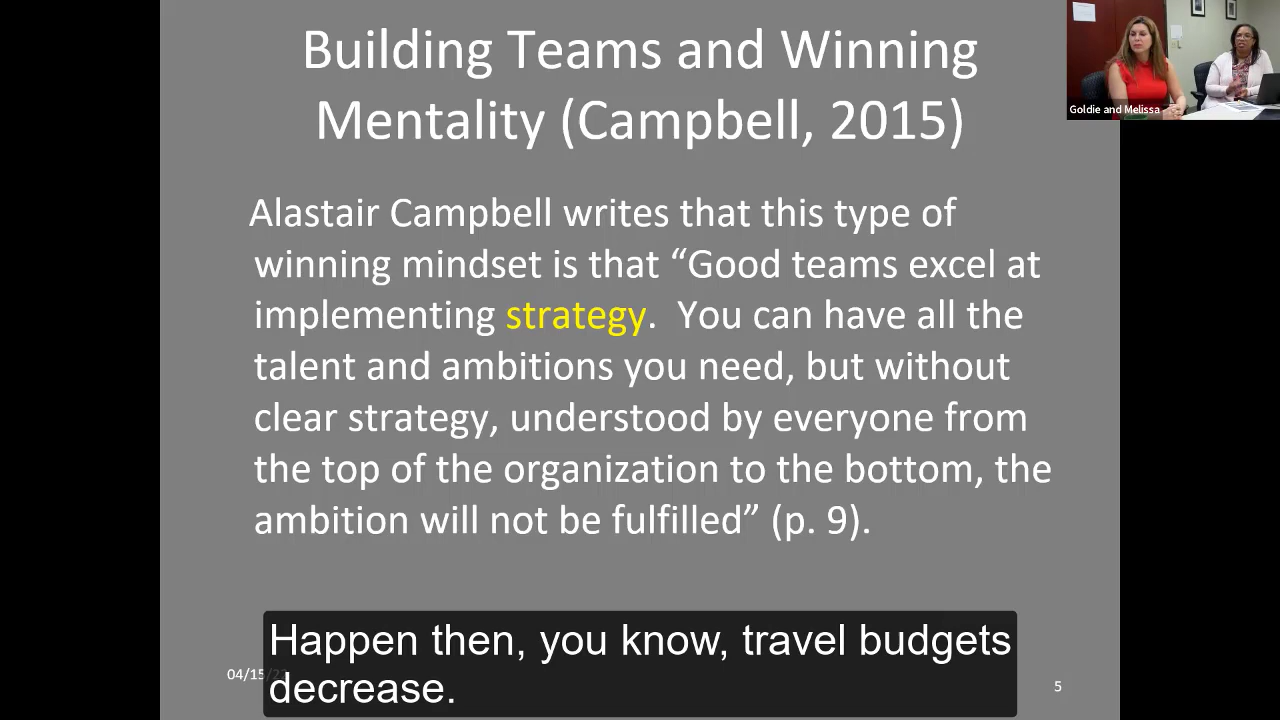 Building Teams and Winning
Mentality (Campbell, 2015)
Goldie and Melissa
Alastair Campbell writes that this type of
winning mindset is that “Good teams excel at
implementing strategy.  You can have all the
talent and ambitions you need, but without
clear strategy, understood by everyone from
the top of the organization to the bottom, the
ambition will not be fulfilled” (p. 9).
Happen then, you know, travel budgets
decrease.
04/15/22
5